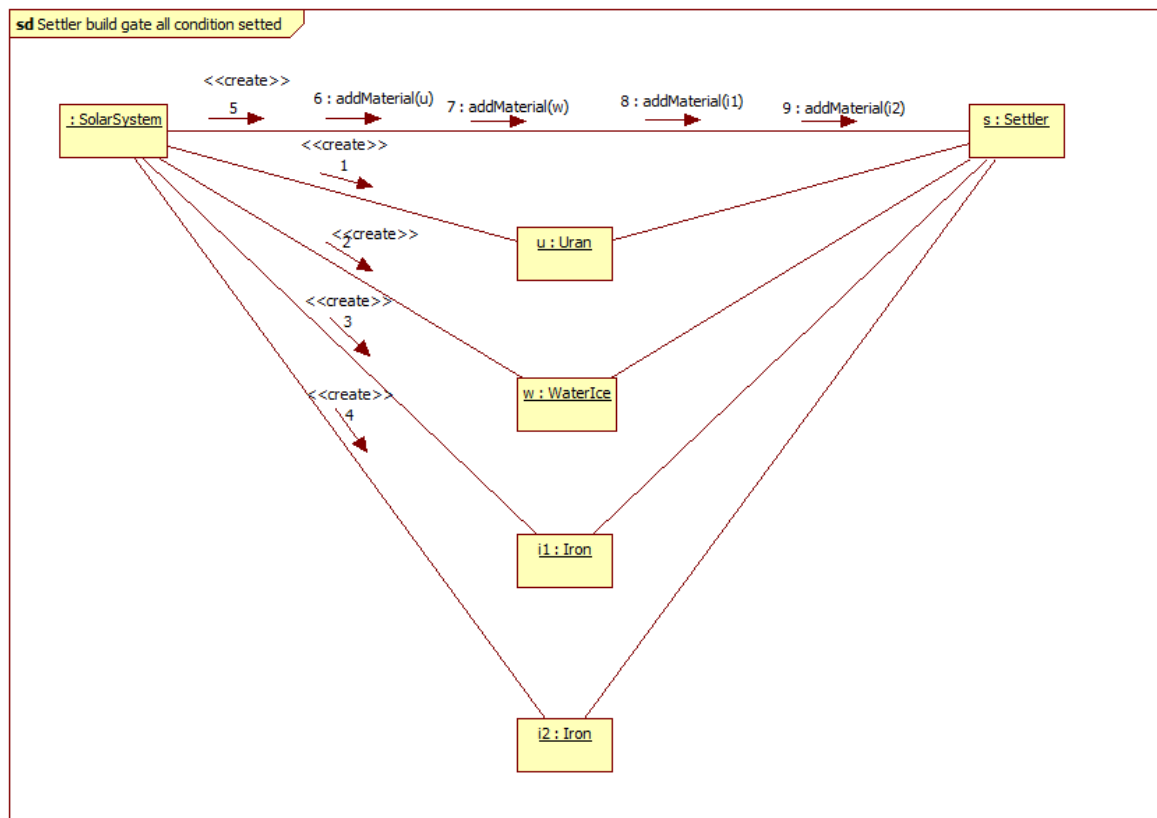 sd Settler build gate all condition setted
<<create>>
5
6 : addMaterial(u)
7 : addMaterial(w)
8 : addMaterial(i1)
9 : addMaterial(i2)
: SolarSystem
s : Settler
<<create>>
1
u : Uran
<<create>>
2
<<create>>
3
w : WaterIce
<<create>>
4
i1 : Iron
i2 : Iron